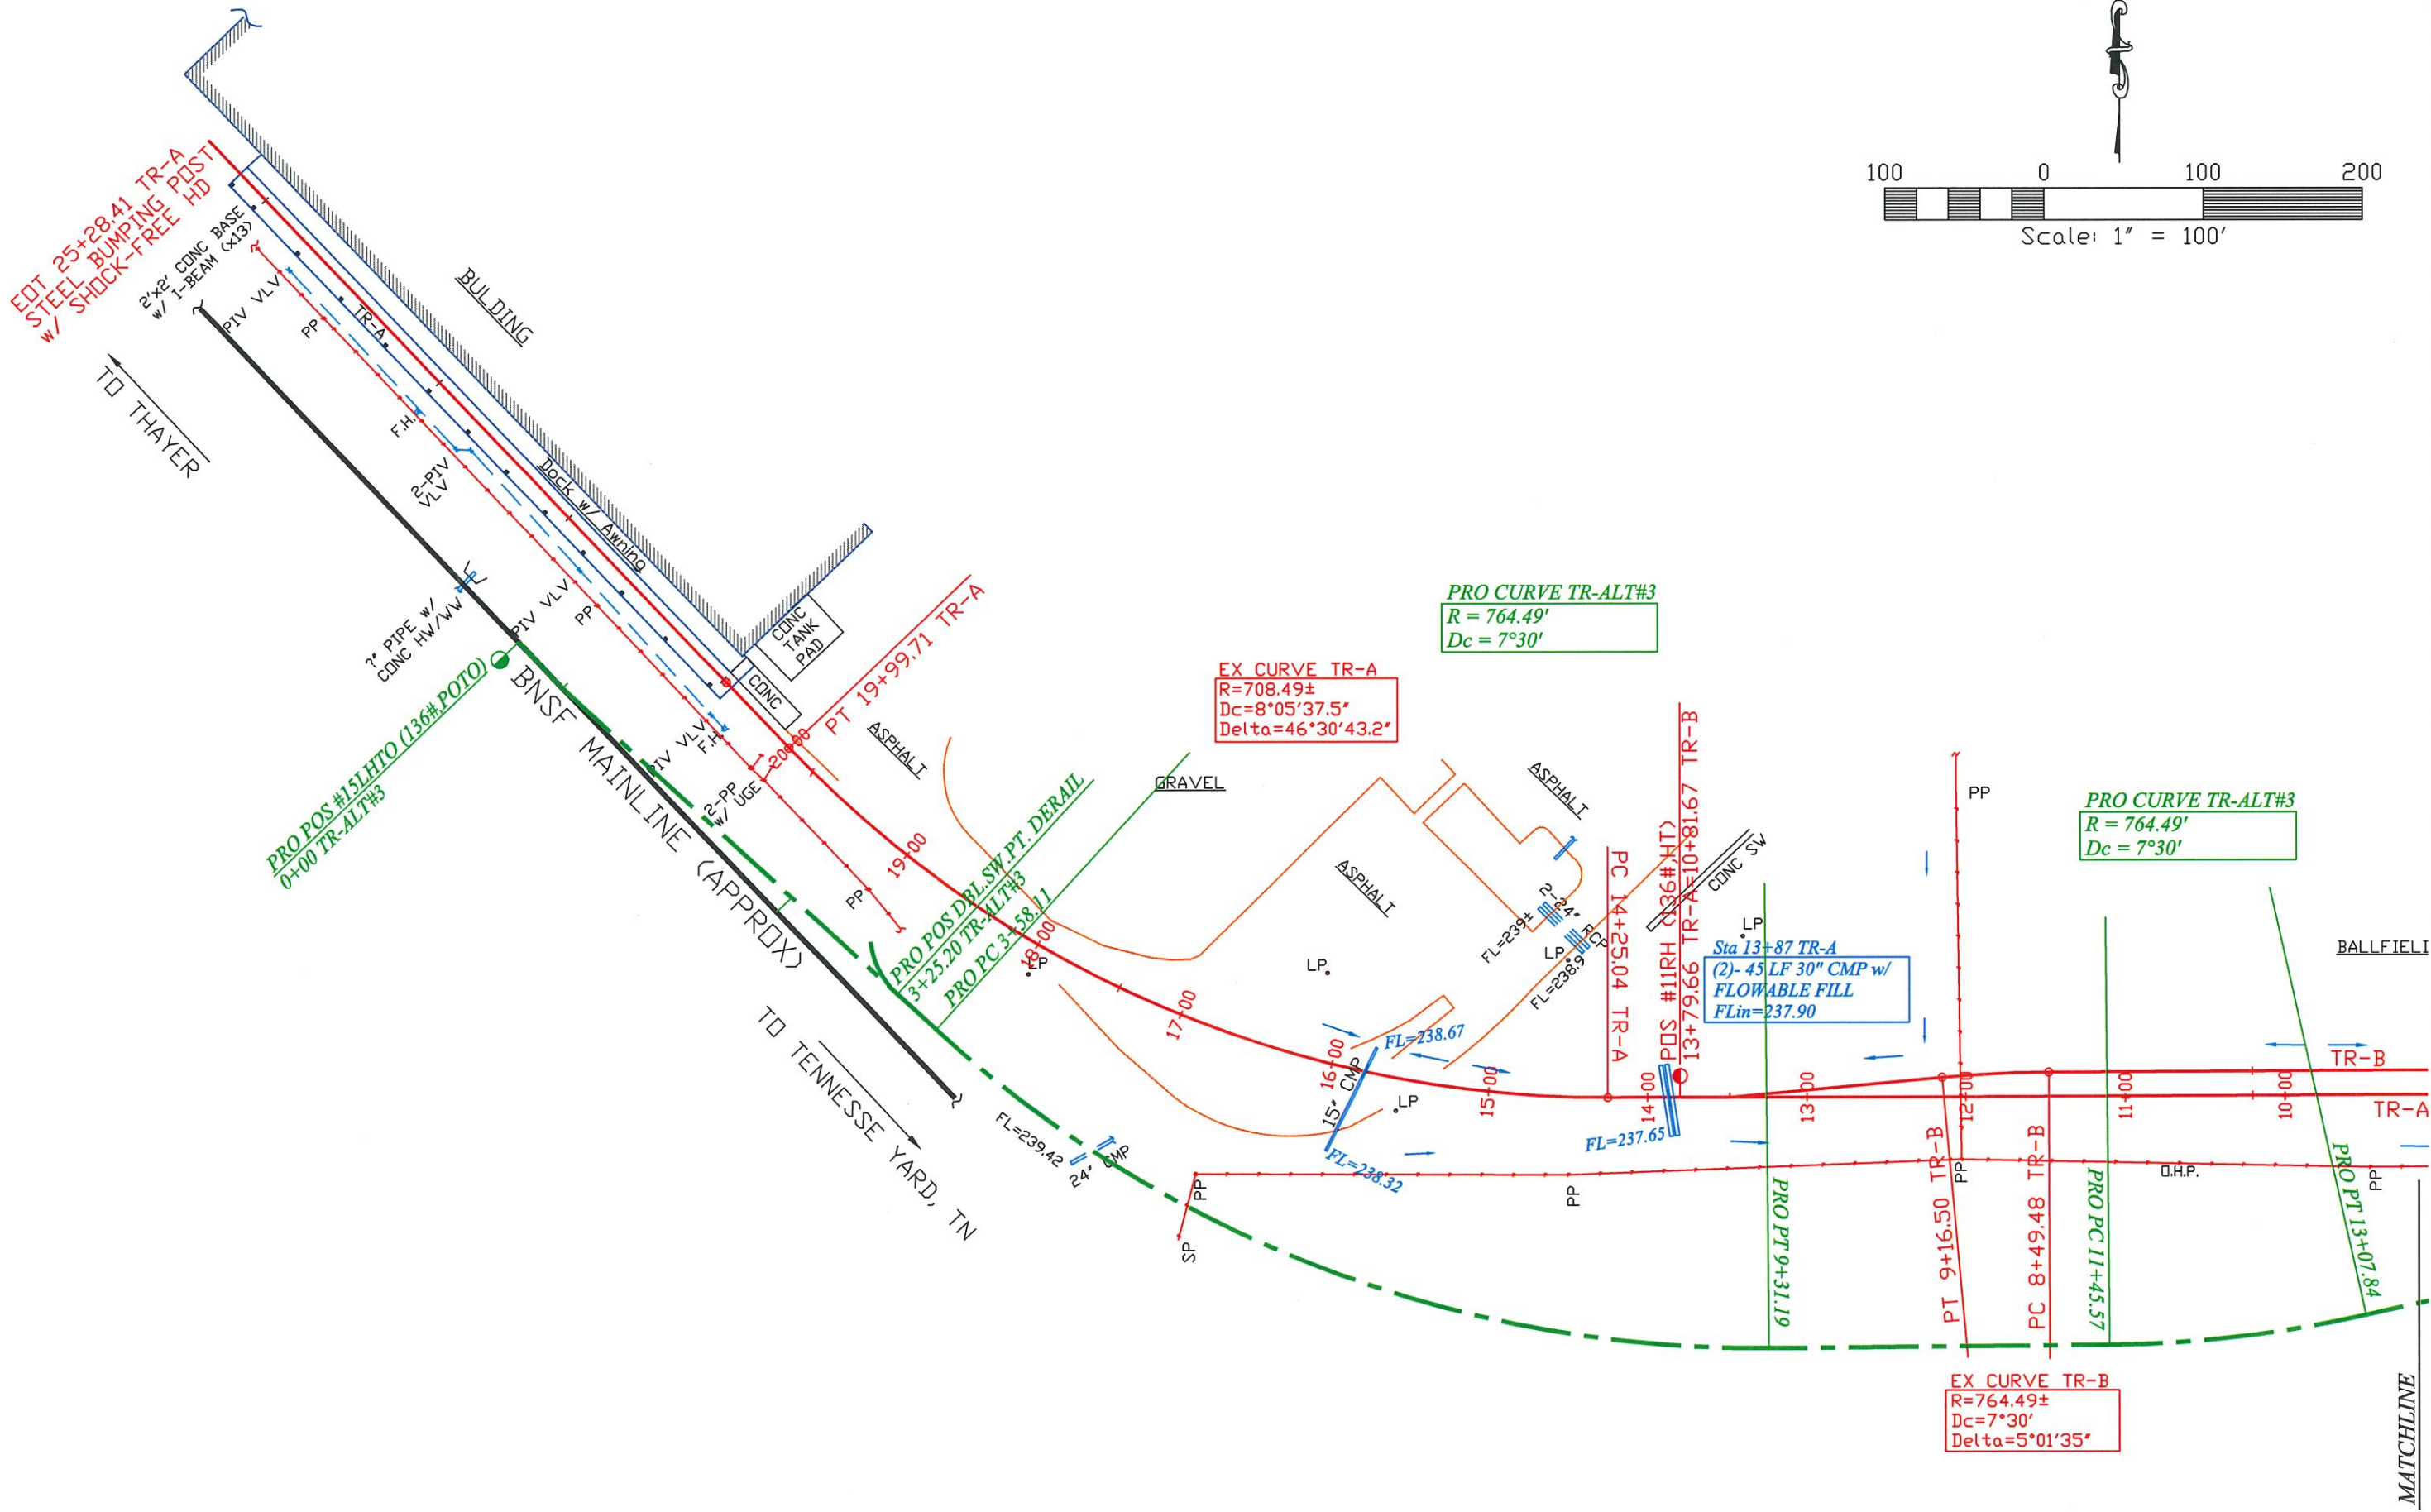 100 0 100 200
Scale: 1" = 100'
EOT 25+28.41 TR-A
STEEL BUMPING POST
w/ SHOCK-FREE HD
2'x2' CONC BASE
w/ I-BEAM (x13)
PIV VLV
PP
TR-A
BULDING
TO THAYER
F.H.
2-PIV
VLV
Dock w/ Awning
?" PIPE w/
CONC HW/WW
PIV VLV
PP
CONC
TANK
PAD
CONC
PT 19+99.71 TR-A
PRO POS #15LHTO (136#,POTO)
0+00 TR-ALT#3
BNSF MAINLINE (APPROX)
PIV VLV
F.H.
20+00
2-PP
w/ UGE
PP
ASPHALT
19+00
PRO POS DBL.SW.PT. DERAIL
3+25.20 TR-ALT#3
PRO PC 3+58.11
18+00
LP
GRAVEL
EX CURVE TR-A
R=708.49±
Dc=8°05'37.5"
Delta=46°30'43.2"
PRO CURVE TR-ALT#3
R = 764.49'
Dc = 7°30'
ASPHALT
ASPHALT
2-24" RCP
FL=239±
FL=238.9
LP
LP
17+00
16+00
15" CMP
FL=238.67
FL=238.32
LP
15+00
PC 14+25.04 TR-A
14+00
POS #11RH (136#,HT)
13+79.66 TR-A=10+81.67 TR-B
CONC SW
LP
Sta 13+87 TR-A
(2)- 45 LF 30" CMP w/
FLOWABLE FILL
FLin=237.90
FL=237.65
13+00
PP
12+00
11+00
10+00
PRO CURVE TR-ALT#3
R = 764.49'
Dc = 7°30'
BALLFIELI
TR-B
TR-A
TO TENNESSE YARD, TN
FL=239.42
24" CMP
PP
SP
PP
PP
O.H.P.
PP
PRO PT 9+31.19
PT 9+16.50 TR-B
PC 8+49.48 TR-B
PRO PC 11+45.57
PRO PT 13+07.84
EX CURVE TR-B
R=764.49±
Dc=7°30'
Delta=5°01'35"
MATCHLINE